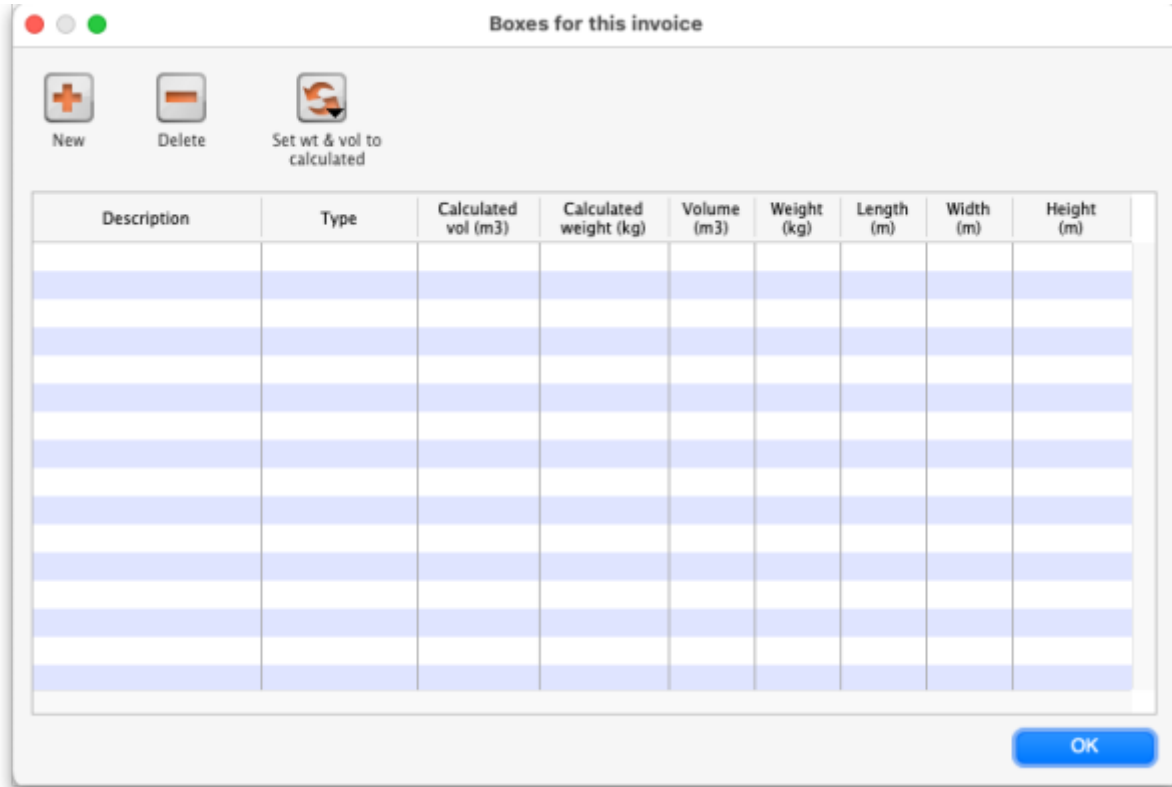 Boxes for this invoice
New
Delete
Set wt & vol to
calculated
Description
Type
Calculated
vol (m3)
Calculated
weight (kg)
Volume
(m3)
Weight
(kg)
Length
(m)
Width
(m)
Height
(m)
OK